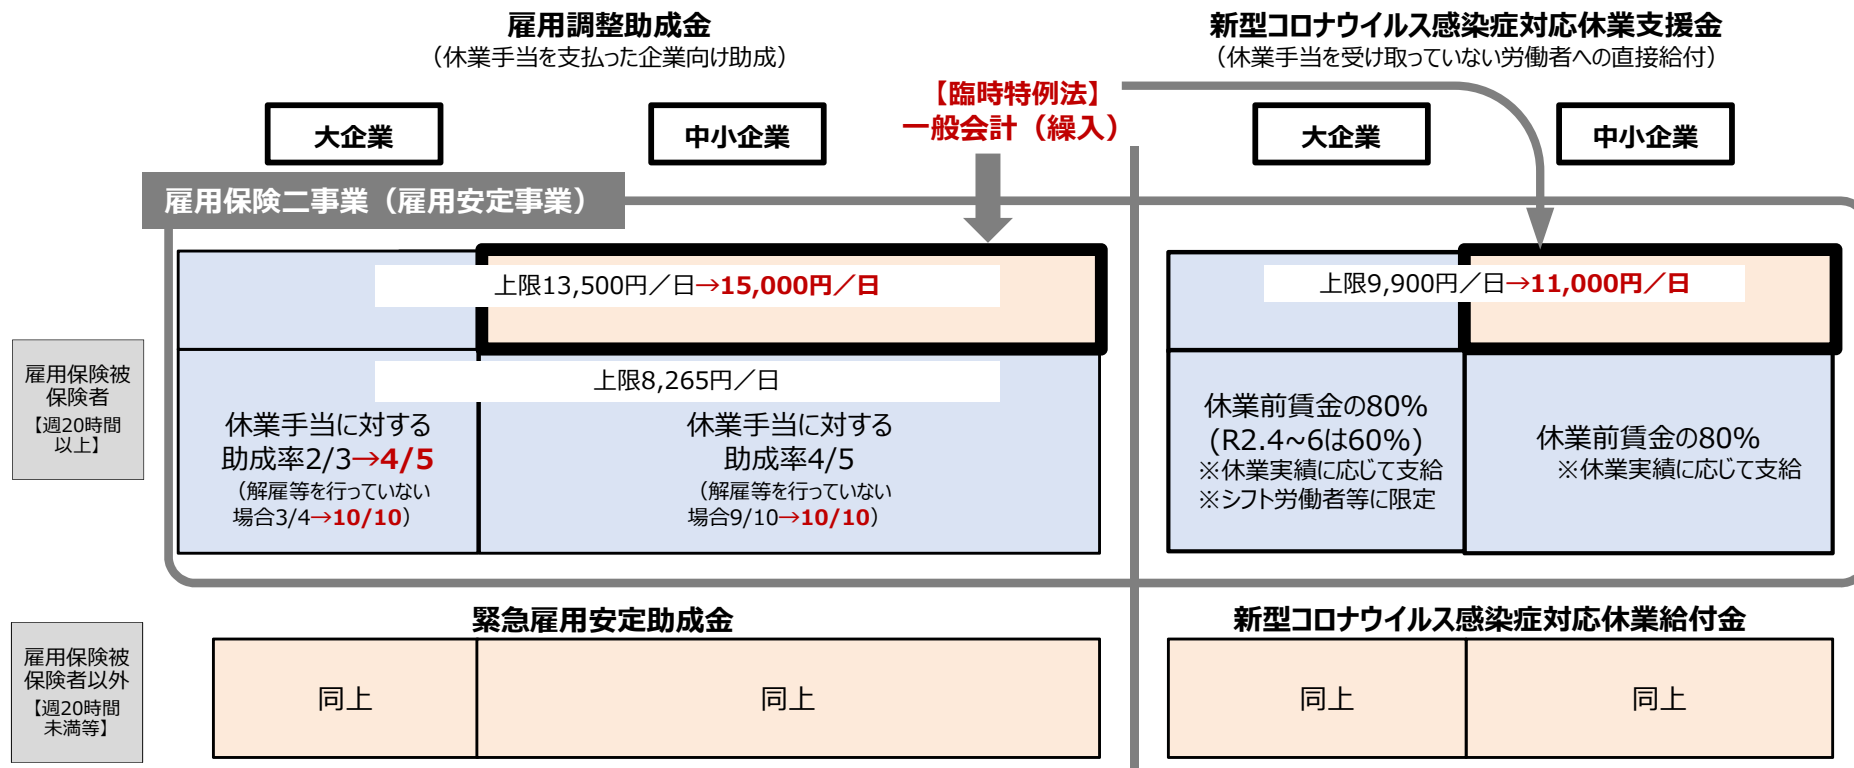 雇用調整助成金
（休業手当を支払った企業向け助成）
新型コロナウイルス感染症対応休業支援金
（休業手当を受け取っていない労働者への直接給付）
【臨時特例法】
一般会計（繰入）
大企業
中小企業
大企業
中小企業
雇用保険二事業（雇用安定事業）
上限13,500円／日→15,000円／日
上限9,900円／日→11,000円／日
雇用保険被
保険者
【週20時間
以上】
上限8,265円／日
休業手当に対する
助成率2/3→4/5
（解雇等を行っていない
場合3/4→10/10）
休業手当に対する
助成率4/5
（解雇等を行っていない
場合9/10→10/10）
休業前賃金の80%
(R2.4~6は60%)
※休業実績に応じて支給
※シフト労働者等に限定
休業前賃金の80%
※休業実績に応じて支給
緊急雇用安定助成金
新型コロナウイルス感染症対応休業給付金
雇用保険被
保険者以外
【週20時間
未満等】
同上
同上
同上
同上